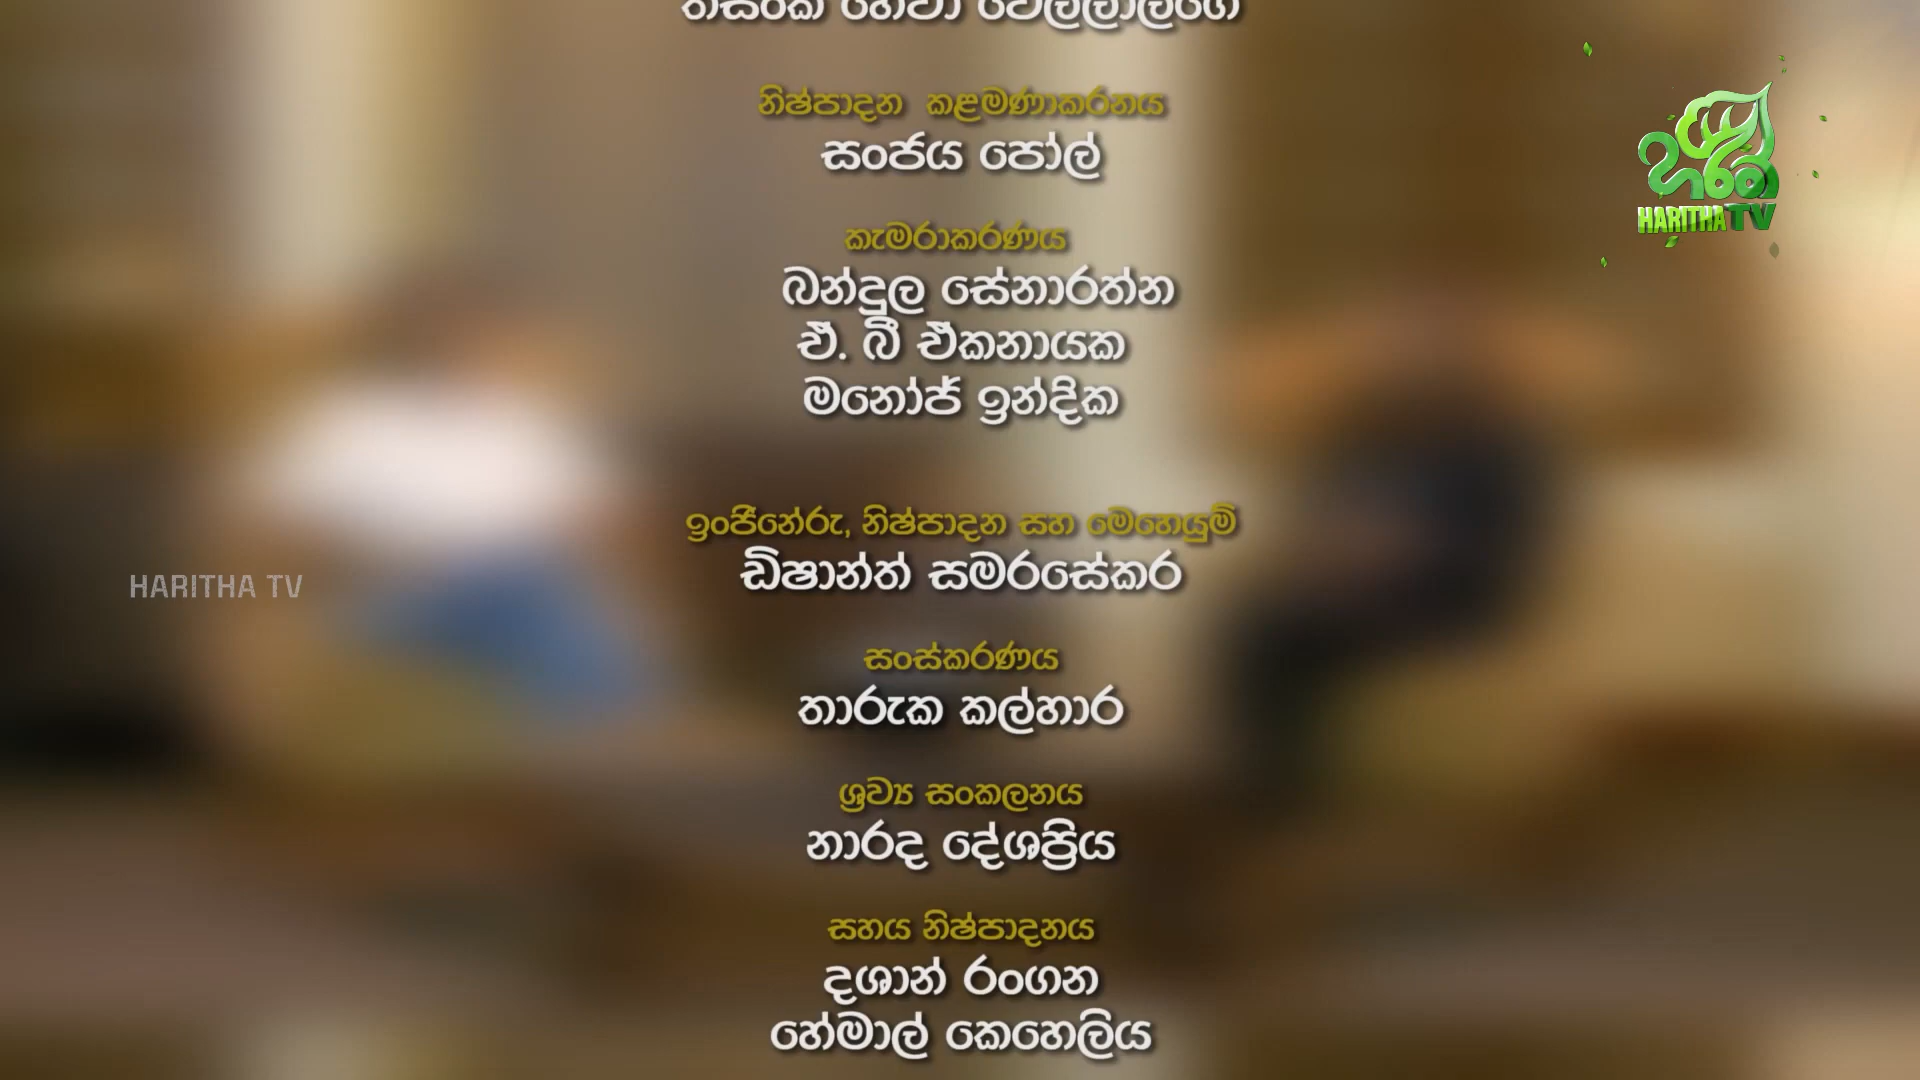 නිෂ්පාදන කළමණාකරනය
සංජය පෝල්
හරිත
HARITHA TV
කැමරාකරණය
බන්දුල සේනාරත්න
ඒ. බී ඒකනායක
මනෝජ් ඉන්දික
ඉංජිනේරු, නිෂ්පාදන සහ මෙහෙයුම්
ඩිෂාන්ත් සමරසේකර
HARITHA TV
සංස්කරණය
තාරුක කල්හාර
ශ්‍රව්‍ය සංකලනය
නාරද දේශප්‍රිය
සහය නිෂ්පාදනය
දශාන් රංගන
හේමාල් කෙහෙලිය